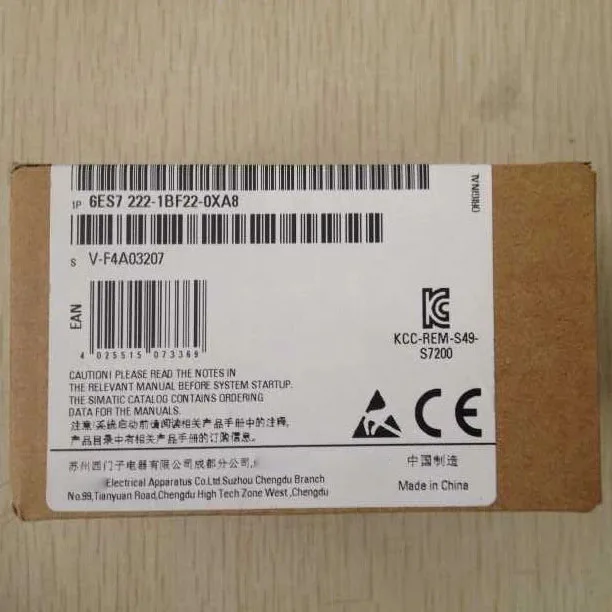 1P 6ES7 222-1BF22-0XA8
ORIGINAL
S V-F4A03207
EAN
4 025515 073369
KCC-REM-S49-
S7200
CAUTION! PLEASE READ THE NOTES IN
THE RELEVANT MANUAL BEFORE SYSTEM STARTUP.
THE SIMATIC CATALOG CONTAINS ORDERING
DATA FOR THE MANUALS.
注意!系统启动前请阅读相关产品手册中的注释,
产品目录中有相关产品手册的订购信息.
CE
苏州西门子电器有限公司成都分公司,
Electrical Apparatus Co.Ltd.Suzhou Chengdu Branch
No.99,Tianyuan Road,Chengdu High Tech Zone West ,Chengdu
中国制造
Made in China